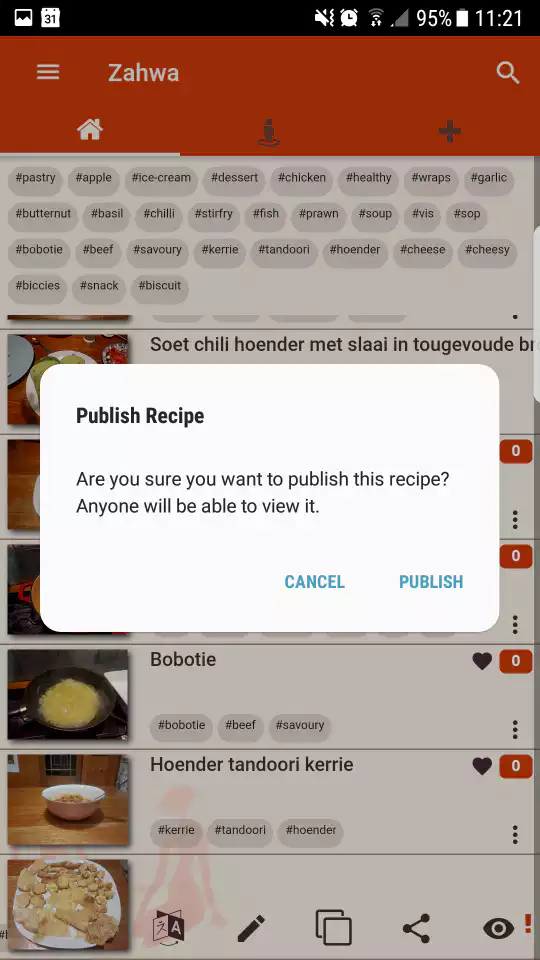 31 95% 11:21
Zahwa
#pastry #apple #ice-cream #dessert #chicken #healthy #wraps #garlic
#butternut #basil #chilli #stirfry #fish #prawn #soup #vis #sop
#bobotie #beef #savoury #kerrie #tandoori #hoender #cheese #cheesy
#biccies #snack #biscuit
Soet chili hoender met slaai in tougevoude br
Publish Recipe
0
Are you sure you want to publish this recipe?
Anyone will be able to view it.
0
CANCEL PUBLISH
Bobotie 0
#bobotie #beef #savoury
Hoender tandoori kerrie 0
#kerrie #tandoori #hoender
A !